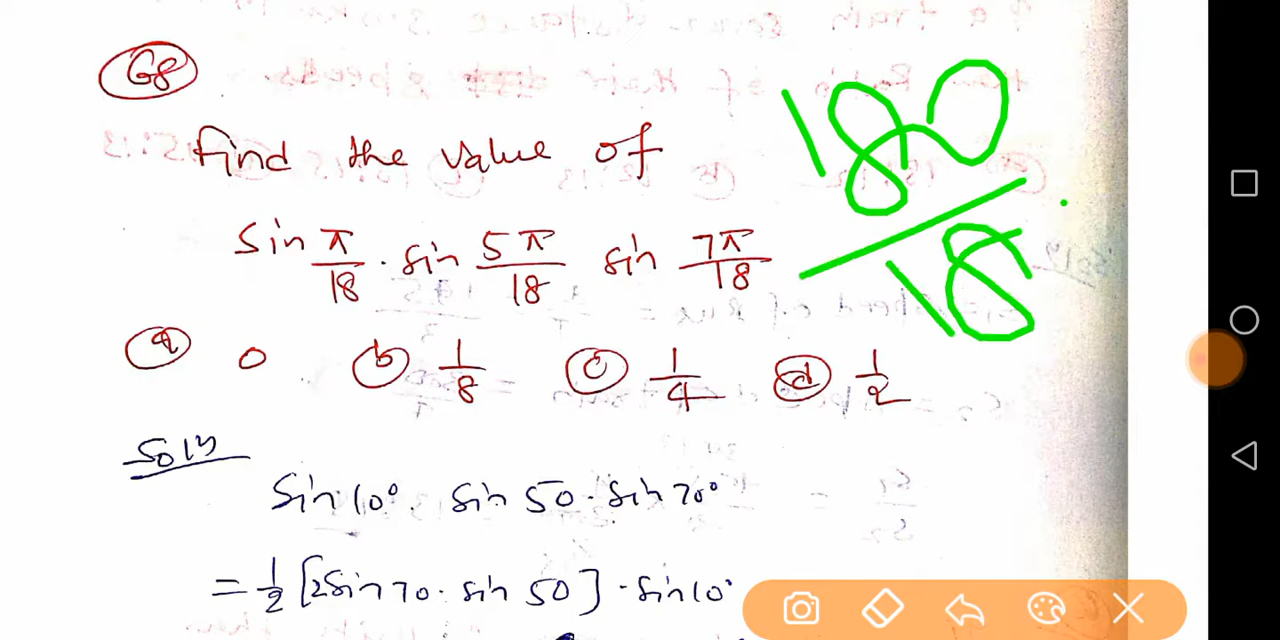 68
find the value of
sin π/18 . sin 5π/18 sin 7π/18
180/18
a 0 b 1/8 c 1/4 d 1/2
Soln
Sin 10°. sin 50. sin 70°
= 1/2 [2sin 70. sin 50] . sin 10°